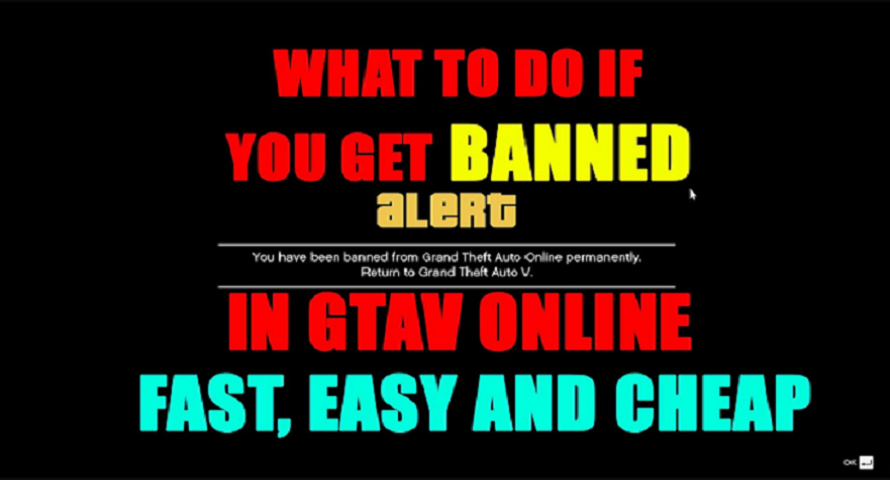 WHAT TO DO IF
YOU GET BANNED
alert
You have been banned from Grand Theft Auto Online permanently.
Return to Grand Theft Auto V.
IN GTAV ONLINE
FAST, EASY AND CHEAP
OK